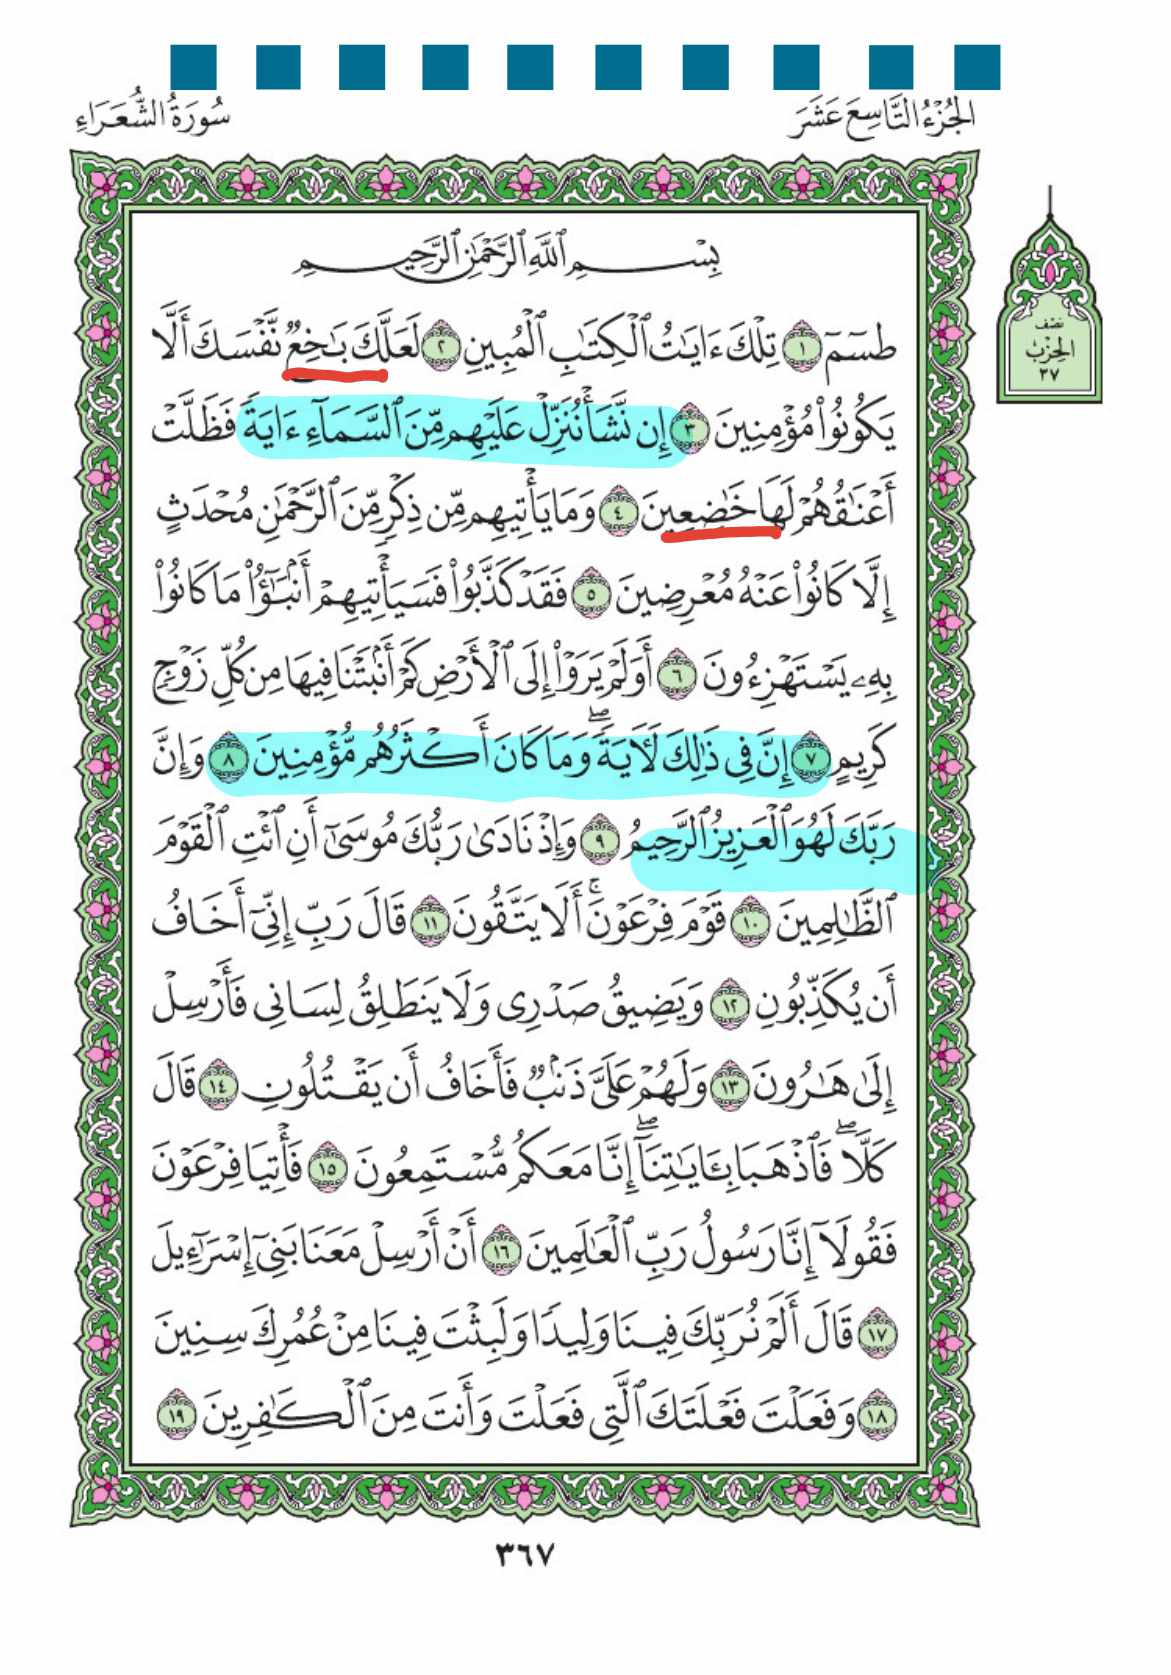 الجُزْءُ التَّاسِعَ عَشَرَ
سُورَةُ الشُّعَرَاءِ
نصف
الحِزْبُ
٣٧
بِسْمِ ٱللَّهِ ٱلرَّحْمَٰنِ ٱلرَّحِيمِ
طسٓمٓ ١ تِلْكَ ءَايَٰتُ ٱلْكِتَٰبِ ٱلْمُبِينِ ٢ لَعَلَّكَ بَٰخِعٌ نَّفْسَكَ أَلَّا
يَكُونُوا۟ مُؤْمِنِينَ ٣ إِن نَّشَأْ نُنَزِّلْ عَلَيْهِم مِّنَ ٱلسَّمَآءِ ءَايَةً فَظَلَّتْ
أَعْنَٰقُهُمْ لَهَا خَٰضِعِينَ ٤ وَمَا يَأْتِيهِم مِّن ذِكْرٍ مِّنَ ٱلرَّحْمَٰنِ مُحْدَثٍ
إِلَّا كَانُوا۟ عَنْهُ مُعْرِضِينَ ٥ فَقَدْ كَذَّبُوا۟ فَسَيَأْتِيهِمْ أَنۢبَٰٓؤُا۟ مَا كَانُوا۟
بِهِۦ يَسْتَهْزِءُونَ ٦ أَوَلَمْ يَرَوْا۟ إِلَى ٱلْأَرْضِ كَمْ أَنۢبَتْنَا فِيهَا مِن كُلِّ زَوْجٍ
كَرِيمٍ ٧ إِنَّ فِى ذَٰلِكَ لَءَايَةً ۖ وَمَا كَانَ أَكْثَرُهُم مُّؤْمِنِينَ ٨ وَإِنَّ
رَبَّكَ لَهُوَ ٱلْعَزِيزُ ٱلرَّحِيمُ ٩ وَإِذْ نَادَىٰ رَبُّكَ مُوسَىٰٓ أَنِ ٱئْتِ ٱلْقَوْمَ
ٱلظَّٰلِمِينَ ١٠ قَوْمَ فِرْعَوْنَ ۚ أَلَا يَتَّقُونَ ١١ قَالَ رَبِّ إِنِّىٓ أَخَافُ
أَن يُكَذِّبُونِ ١٢ وَيَضِيقُ صَدْرِى وَلَا يَنطَلِقُ لِسَانِى فَأَرْسِلْ
إِلَىٰ هَٰرُونَ ١٣ وَلَهُمْ عَلَىَّ ذَنۢبٌ فَأَخَافُ أَن يَقْتُلُونِ ١٤ قَالَ
كَلَّا ۖ فَٱذْهَبَا بِـَٔايَٰتِنَآ ۖ إِنَّا مَعَكُم مُّسْتَمِعُونَ ١٥ فَأْتِيَا فِرْعَوْنَ
فَقُولَآ إِنَّا رَسُولُ رَبِّ ٱلْعَٰلَمِينَ ١٦ أَنْ أَرْسِلْ مَعَنَا بَنِىٓ إِسْرَٰٓءِيلَ
١٧ قَالَ أَلَمْ نُرَبِّكَ فِينَا وَلِيدًا وَلَبِثْتَ فِينَا مِنْ عُمُرِكَ سِنِينَ
١٨ وَفَعَلْتَ فَعْلَتَكَ ٱلَّتِى فَعَلْتَ وَأَنتَ مِنَ ٱلْكَٰفِرِينَ ١٩
٣٦٧